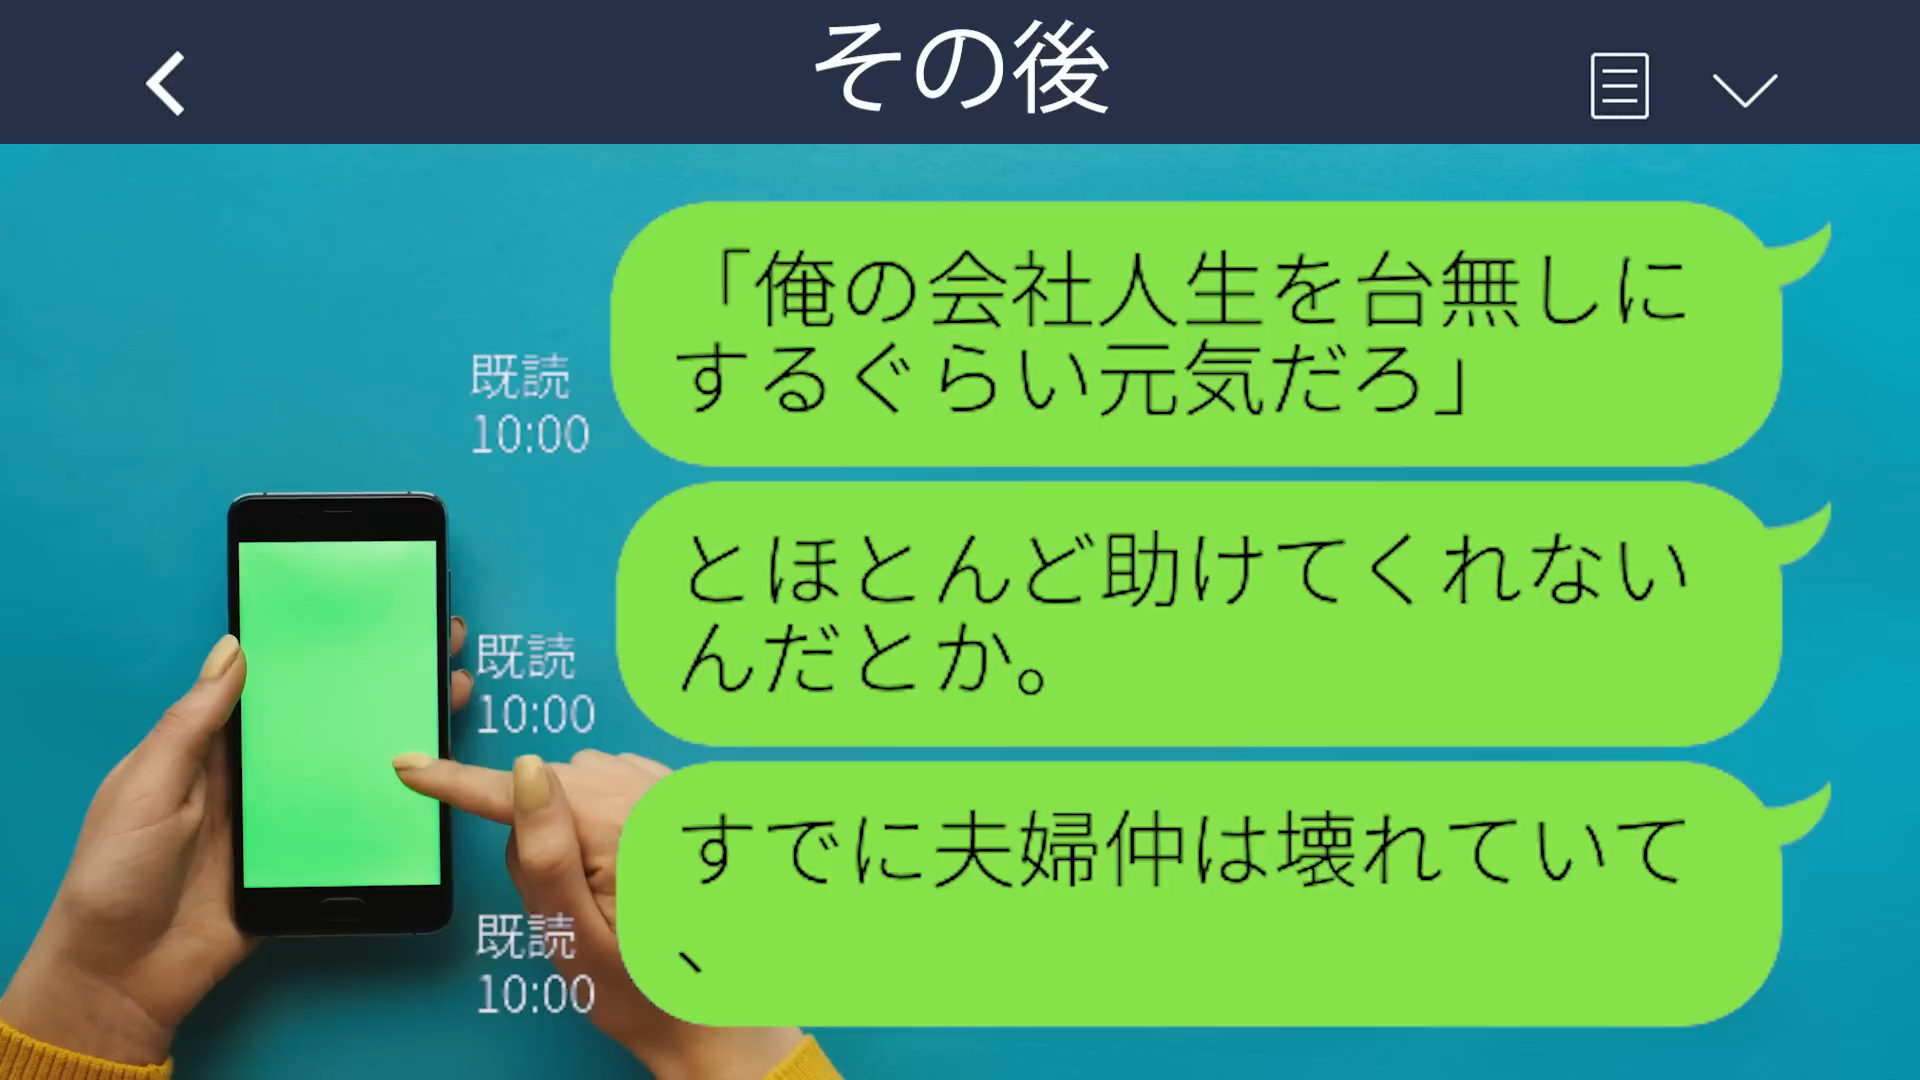 その後
「俺の会社人生を台無しに
するぐらい元気だろ」
既読
10:00
とほとんど助けてくれない
んだとか。
既読
10:00
すでに夫婦仲は壊れていて
、
既読
10:00